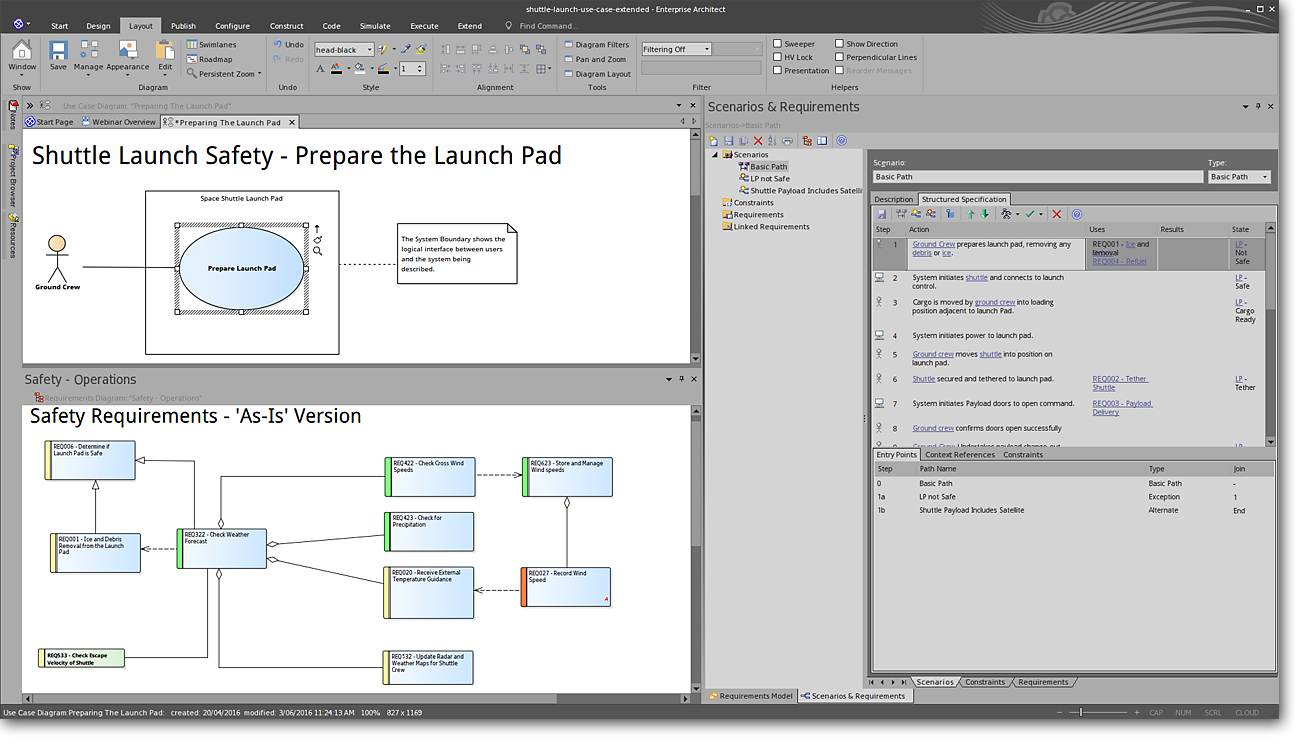 shuttle-launch-use-case-extended - Enterprise Architect
Start Design Layout Publish Configure Construct Code Simulate Execute Extend Find Command...
Window
Show
Save Manage Appearance Edit
Swimlanes
Roadmap
Persistent Zoom
Diagram
Undo
Redo
Undo
head-black
1
Style
Alignment
Diagram Filters
Pan and Zoom
Diagram Layout
Tools
Filtering Off
Filter
Sweeper
HV Lock
Presentation
Show Direction
Perpendicular Lines
Reorder Messages
Helpers
Notes
Project Browser
Resources
Use Case Diagram: "Preparing The Launch Pad"
Start Page Webinar Overview *Preparing The Launch Pad
Shuttle Launch Safety - Prepare the Launch Pad
Space Shuttle Launch Pad
Prepare Launch Pad
Ground Crew
The System Boundary shows the
logical interface between users
and the system being
described.
Safety - Operations
Requirements Diagram: "Safety - Operations"
Safety Requirements - 'As-Is' Version
REQ006 - Determine if
Launch Pad is Safe
REQ001 - Ice and Debris
Removal from the Launch
Pad
REQ322 - Check Weather
Forecast
REQ422 - Check Cross Wind
Speeds
REQ423 - Check for
Precipitation
REQ020 - Receive External
Temperature Guidance
REQ623 - Store and Manage
Wind speeds
REQ027 - Record Wind
Speed
A
REQ533 - Check Escape
Velocity of Shuttle
REQ532 - Update Radar and
Weather Maps for Shuttle
Crew
Scenarios & Requirements
Scenarios->Basic Path
Scenarios
Basic Path
LP not Safe
Shuttle Payload Includes Satelli
Constraints
Requirements
Linked Requirements
Scenario: Type:
Basic Path Basic Path
Description Structured Specification
Step Action Uses Results State
1 Ground Crew prepares launch pad, removing any
debris or ice.
REQ001 - Ice and
removal
REQ004 - Refuel
LP -
Not
Safe
2 System initiates shuttle and connects to launch
control.
LP -
Safe
3 Cargo is moved by ground crew into loading
position adjacent to launch Pad.
LP -
Cargo
Ready
4 System initiates power to launch pad.
5 Ground crew moves shuttle into position on
launch pad.
6 Shuttle secured and tethered to launch pad.
REQ002 - Tether
Shuttle
LP -
Tether
7 System initiates Payload doors to open command.
REQ003 - Payload
Delivery
8 Ground crew confirms doors open successfully
9 Ground Crew Undertakes payload change-out LP -
Entry Points Context References Constraints
Step Path Name Type Join
0 Basic Path Basic Path -
1a LP not Safe Exception 1
1b Shuttle Payload Includes Satellite Alternate End
Scenarios Constraints Requirements
Requirements Model Scenarios & Requirements
Use Case Diagram:Preparing The Launch Pad: created: 20/04/2016 modified: 3/06/2016 11:24:13 AM 100% 827 x 1169
CAP NUM SCRL CLOUD